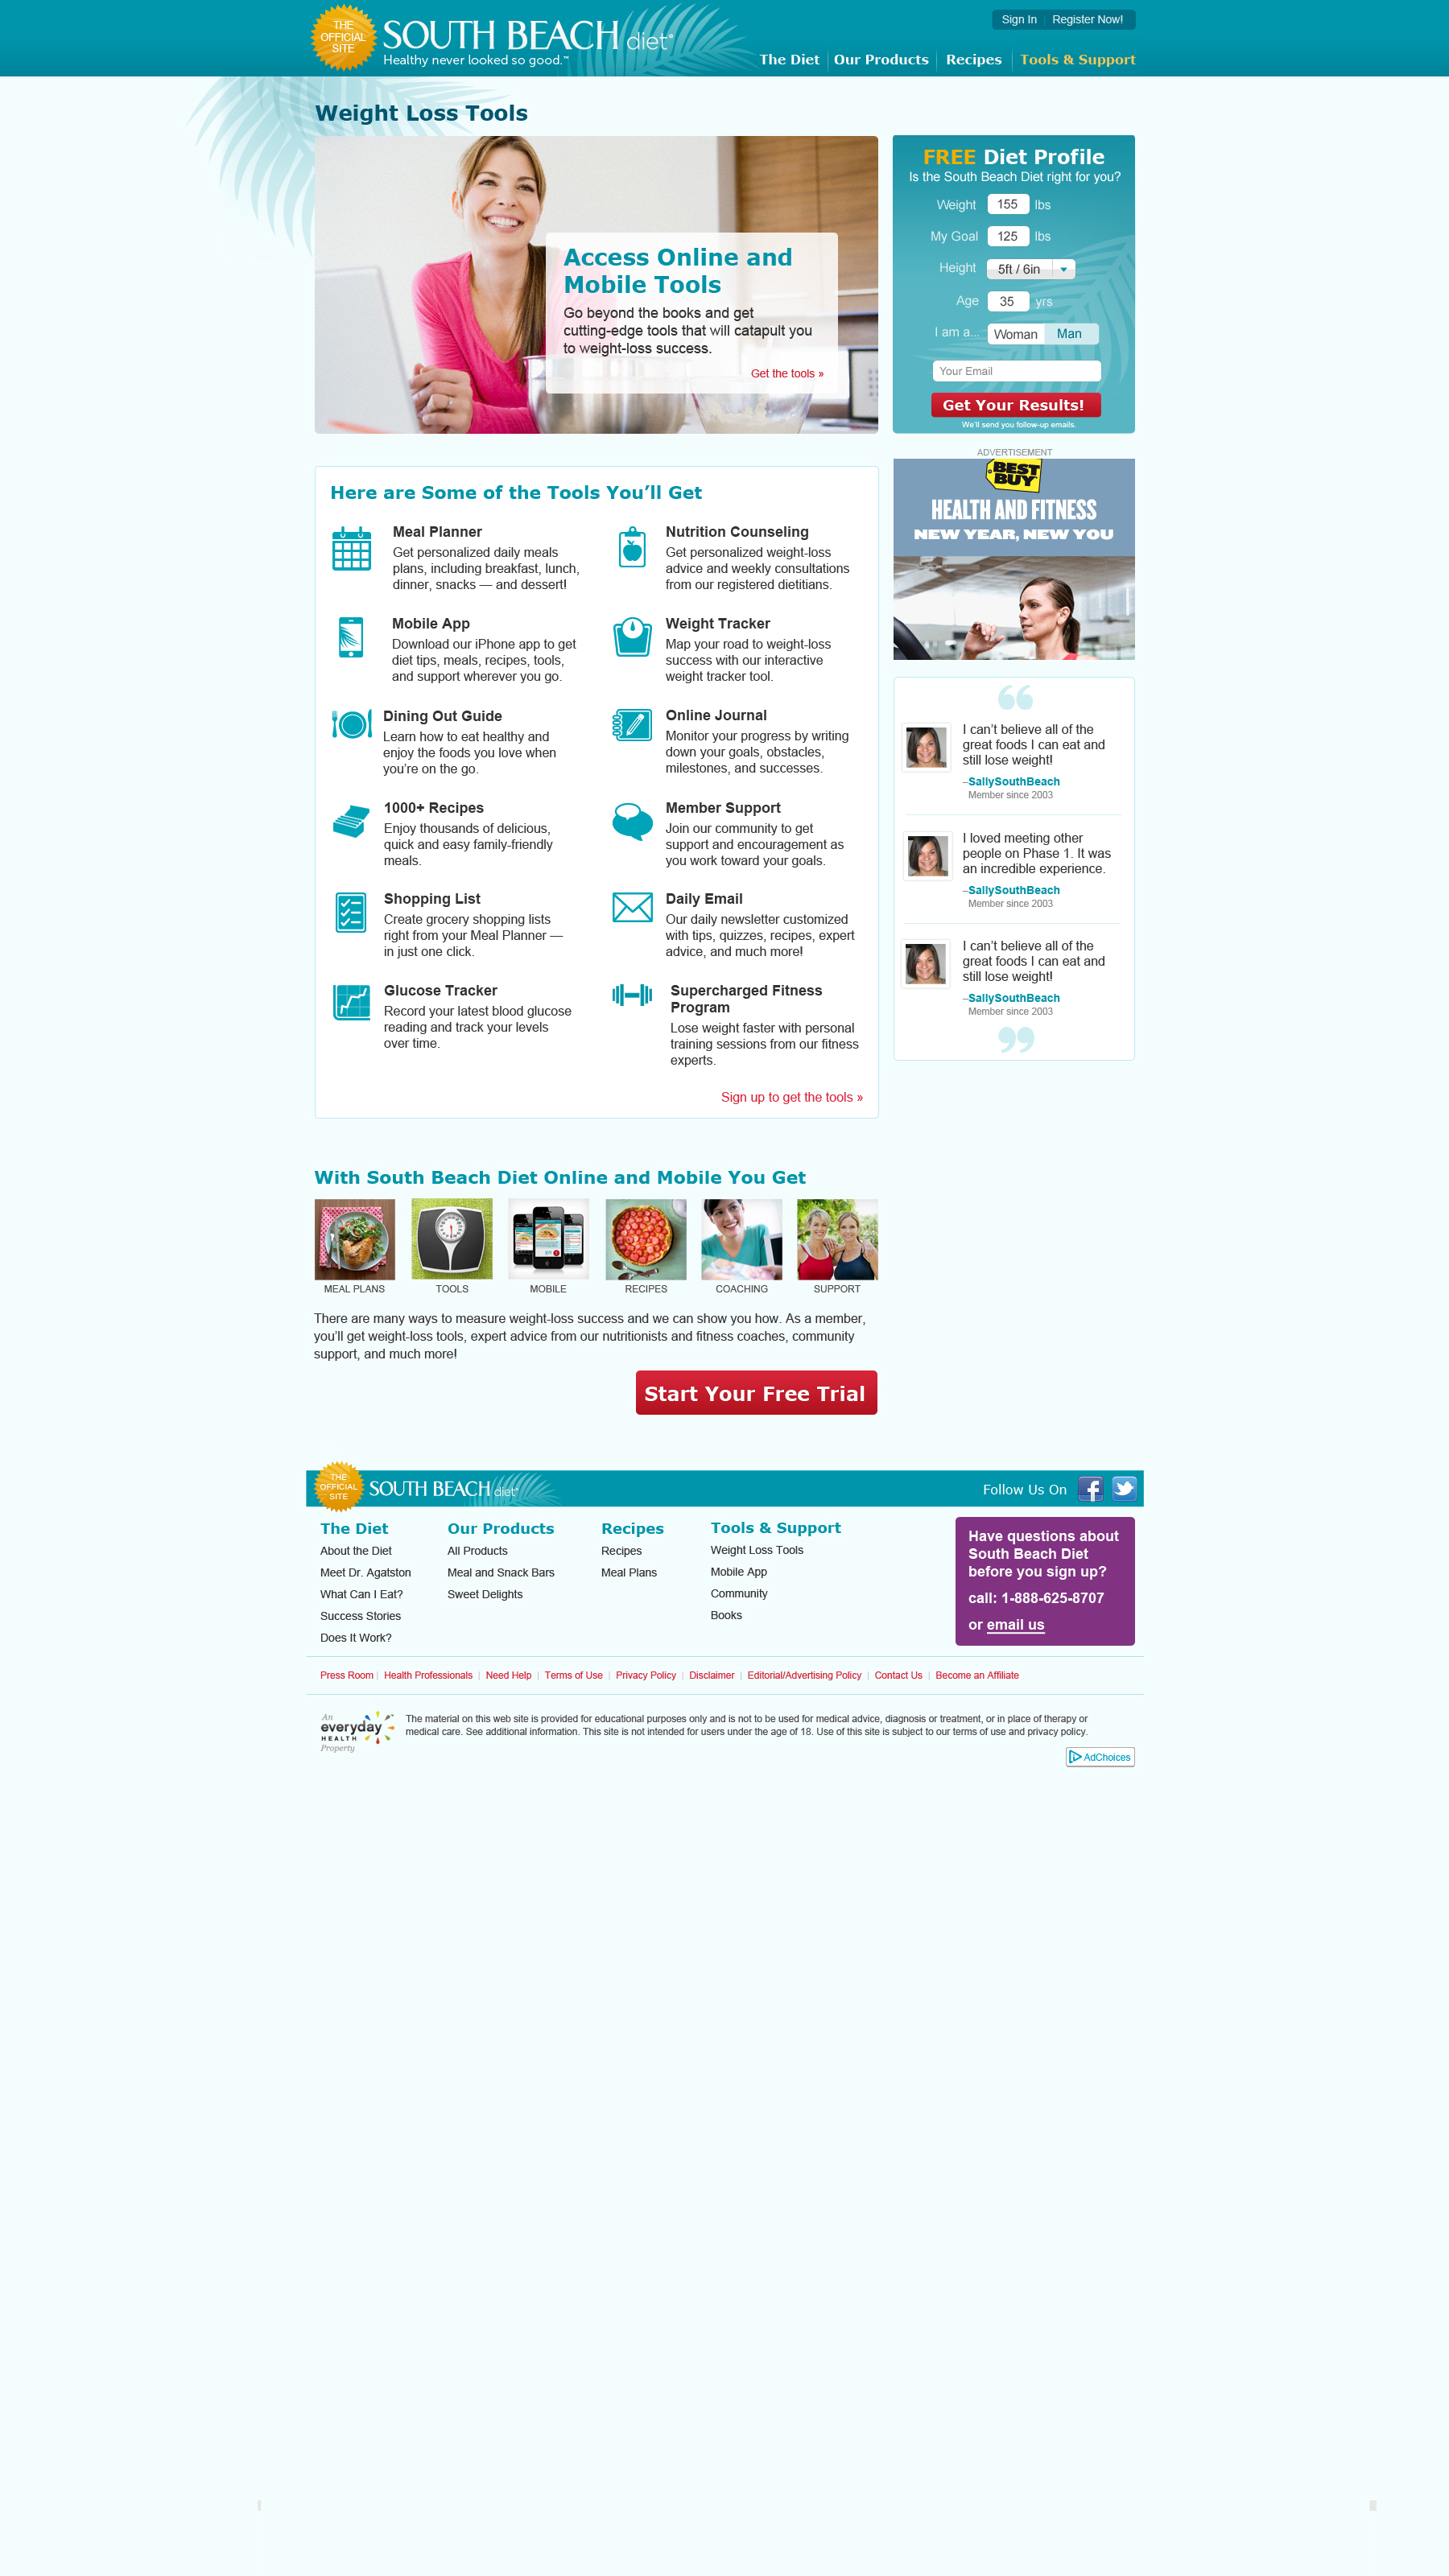 THE
OFFICIAL
SITE
SOUTH BEACH diet®
Healthy never looked so good.™
Sign In
Register Now!
The Diet
Our Products
Recipes
Tools & Support
Weight Loss Tools
Access Online and
Mobile Tools
Go beyond the books and get
cutting-edge tools that will catapult you
to weight-loss success.
Get the tools »
FREE Diet Profile
Is the South Beach Diet right for you?
Weight 155 lbs
My Goal 125 lbs
Height 5ft / 6in
Age 35 yrs
I am a... Woman Man
Your Email
Get Your Results!
We'll send you follow-up emails.
ADVERTISEMENT
BEST
BUY
HEALTH AND FITNESS
NEW YEAR, NEW YOU
Here are Some of the Tools You’ll Get
Meal Planner
Get personalized daily meals
plans, including breakfast, lunch,
dinner, snacks — and dessert!
Nutrition Counseling
Get personalized weight-loss
advice and weekly consultations
from our registered dietitians.
Mobile App
Download our iPhone app to get
diet tips, meals, recipes, tools,
and support wherever you go.
Weight Tracker
Map your road to weight-loss
success with our interactive
weight tracker tool.
Dining Out Guide
Learn how to eat healthy and
enjoy the foods you love when
you’re on the go.
Online Journal
Monitor your progress by writing
down your goals, obstacles,
milestones, and successes.
1000+ Recipes
Enjoy thousands of delicious,
quick and easy family-friendly
meals.
Member Support
Join our community to get
support and encouragement as
you work toward your goals.
Shopping List
Create grocery shopping lists
right from your Meal Planner —
in just one click.
Daily Email
Our daily newsletter customized
with tips, quizzes, recipes, expert
advice, and much more!
Glucose Tracker
Record your latest blood glucose
reading and track your levels
over time.
Supercharged Fitness
Program
Lose weight faster with personal
training sessions from our fitness
experts.
Sign up to get the tools »
“
I can’t believe all of the
great foods I can eat and
still lose weight!
–SallySouthBeach
Member since 2003
I loved meeting other
people on Phase 1. It was
an incredible experience.
–SallySouthBeach
Member since 2003
I can’t believe all of the
great foods I can eat and
still lose weight!
–SallySouthBeach
Member since 2003
”
With South Beach Diet Online and Mobile You Get
MEAL PLANS
TOOLS
MOBILE
RECIPES
COACHING
SUPPORT
There are many ways to measure weight-loss success and we can show you how. As a member,
you’ll get weight-loss tools, expert advice from our nutritionists and fitness coaches, community
support, and much more!
Start Your Free Trial
THE
OFFICIAL
SITE
SOUTH BEACH diet®
Follow Us On
The Diet
About the Diet
Meet Dr. Agatston
What Can I Eat?
Success Stories
Does It Work?
Our Products
All Products
Meal and Snack Bars
Sweet Delights
Recipes
Recipes
Meal Plans
Tools & Support
Weight Loss Tools
Mobile App
Community
Books
Have questions about
South Beach Diet
before you sign up?
call: 1-888-625-8707
or email us
Press Room | Health Professionals | Need Help | Terms of Use | Privacy Policy | Disclaimer | Editorial/Advertising Policy | Contact Us | Become an Affiliate
An
everyday
HEALTH
Property
The material on this web site is provided for educational purposes only and is not to be used for medical advice, diagnosis or treatment, or in place of therapy or
medical care. See additional information. This site is not intended for users under the age of 18. Use of this site is subject to our terms of use and privacy policy.
AdChoices